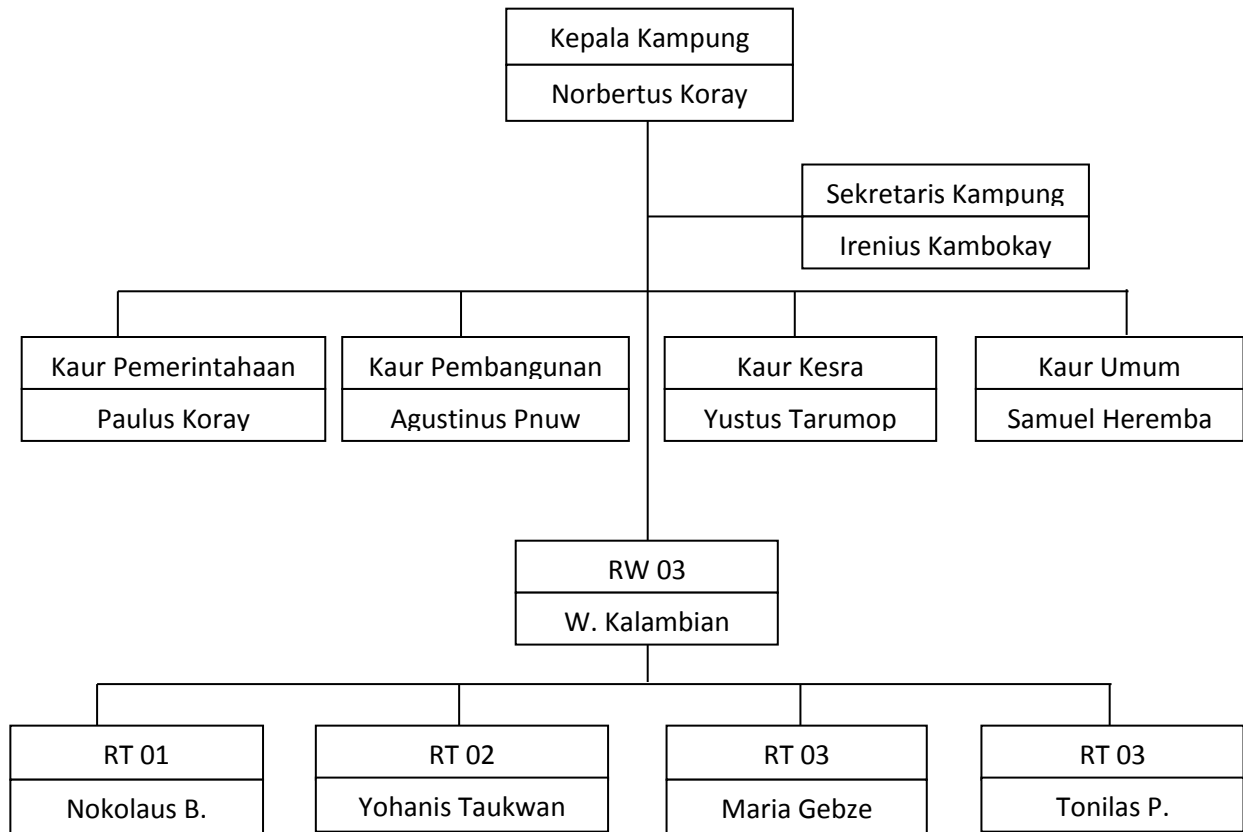 Kepala Kampung
Norbertus Koray
Sekretaris Kampung
Irenius Kambokay
Kaur Pemerintahaan
Paulus Koray
Kaur Pembangunan
Agustinus Pnuw
Kaur Kesra
Yustus Tarumop
Kaur Umum
Samuel Heremba
RW 03
W. Kalambian
RT 01
Nokolaus B.
RT 02
Yohanis Taukwan
RT 03
Maria Gebze
RT 03
Tonilas P.